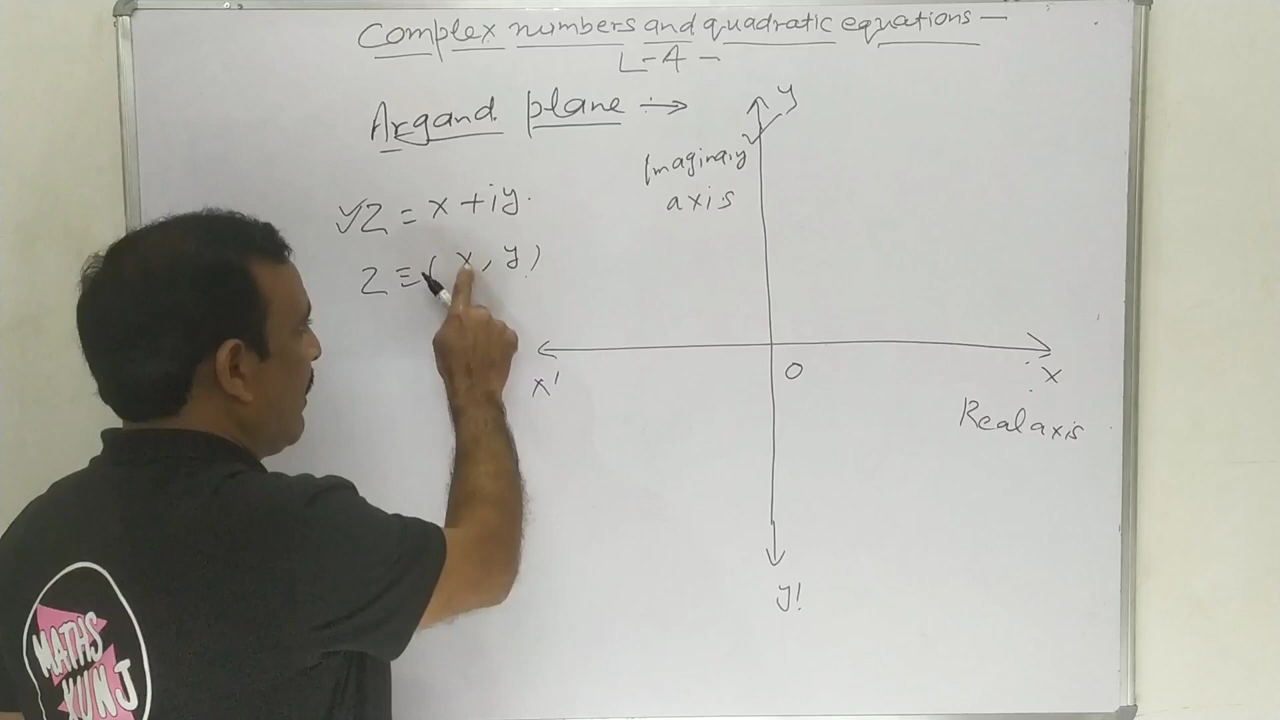 Complex numbers and quadratic equations -
L-4 -
Argand plane →
y
Imaginary
axis
✓Z = x + iy.
Z ≡ (x, y)
x'
O
x
Real axis
y'
MATHS
KUNJ